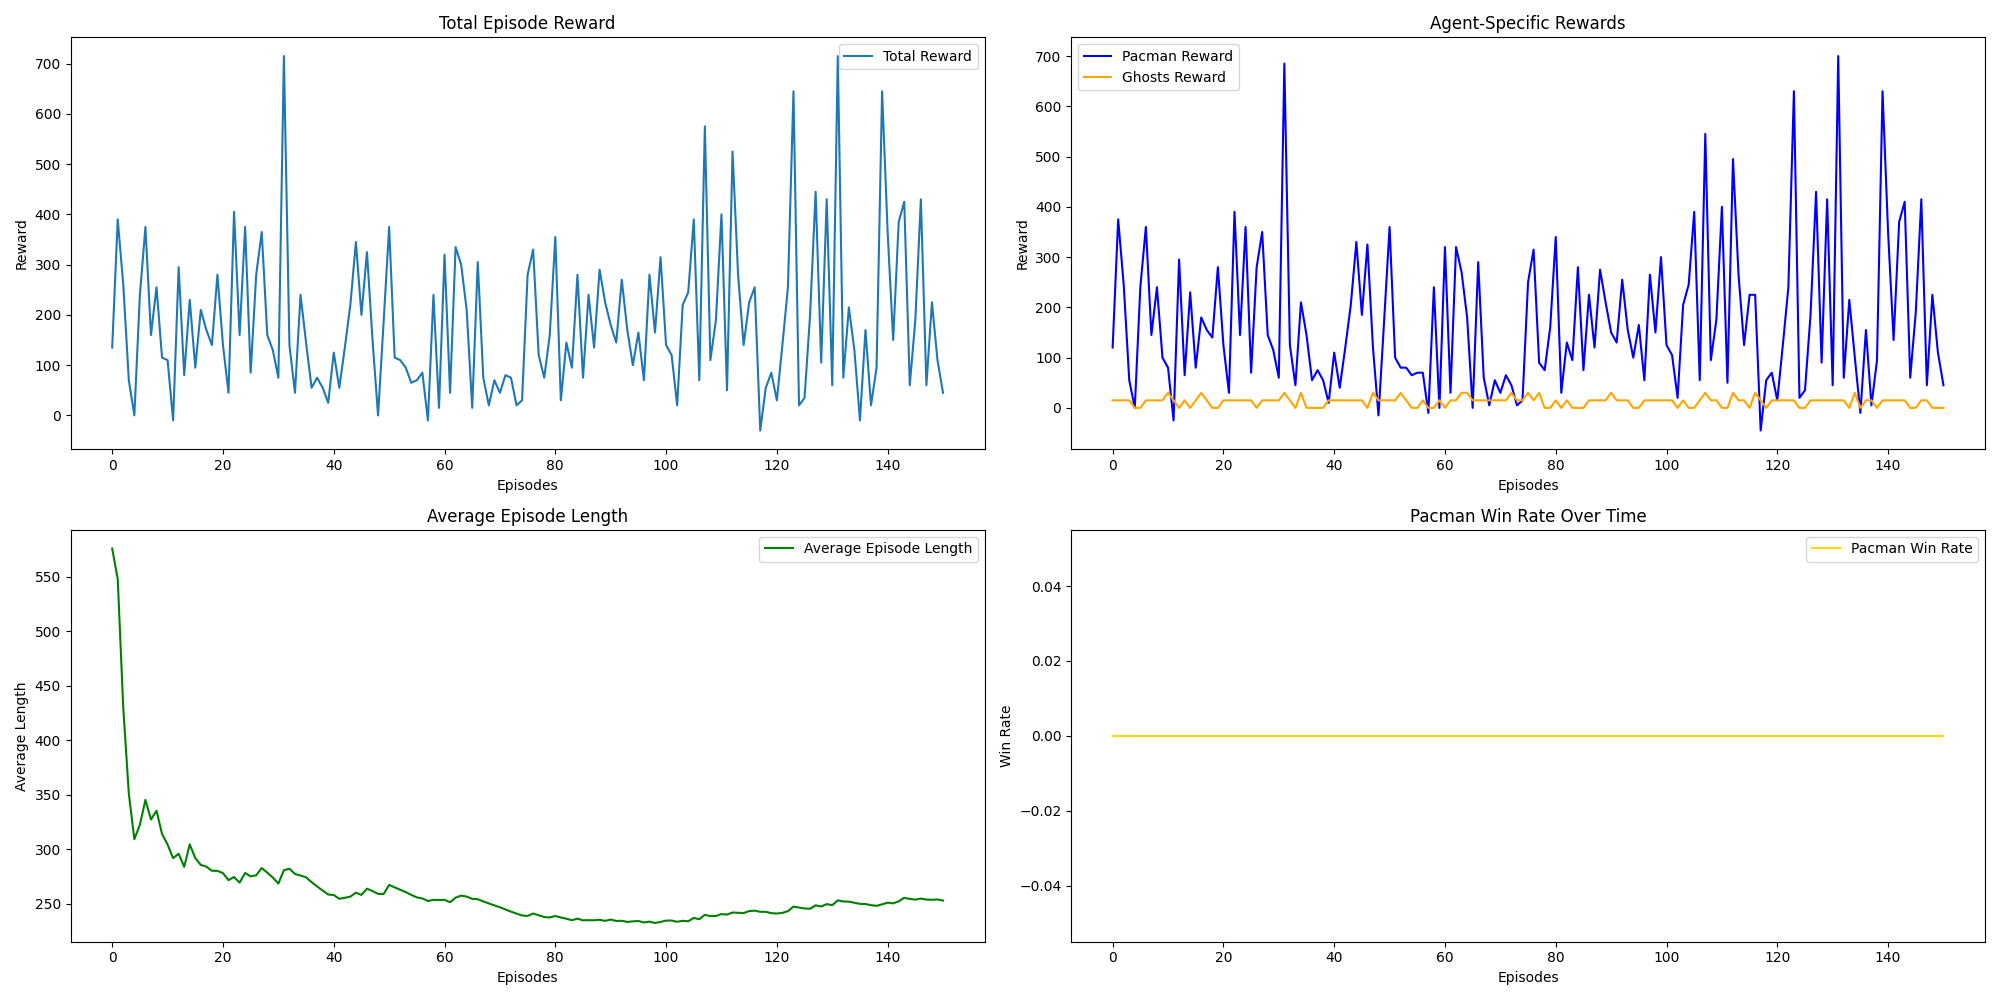 Total Episode Reward
Reward
700
600
500
400
300
200
100
0
Total Reward
0 20 40 60 80 100 120 140
Episodes
Agent-Specific Rewards
Reward
700
600
500
400
300
200
100
0
Pacman Reward
Ghosts Reward
0 20 40 60 80 100 120 140
Episodes
Average Episode Length
Average Length
550
500
450
400
350
300
250
Average Episode Length
0 20 40 60 80 100 120 140
Episodes
Pacman Win Rate Over Time
Win Rate
0.04
0.02
0.00
−0.02
−0.04
Pacman Win Rate
0 20 40 60 80 100 120 140
Episodes